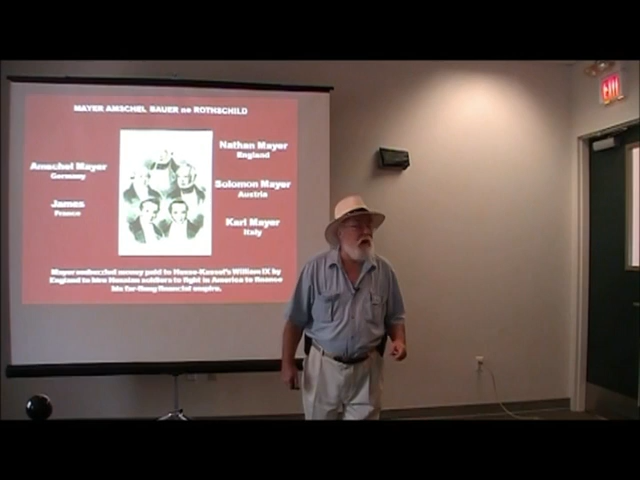 MAYER AMSCHEL BAUER ne ROTHSCHILD
Nathan Mayer
England
Amschel Mayer
Germany
Solomon Mayer
Austria
James
France
Karl Mayer
Italy
Mayer embezzled money paid to Hesse-Kassel's William IX by
England to hire Hessian soldiers to fight in America to finance
his far-flung financial empire.
EXIT